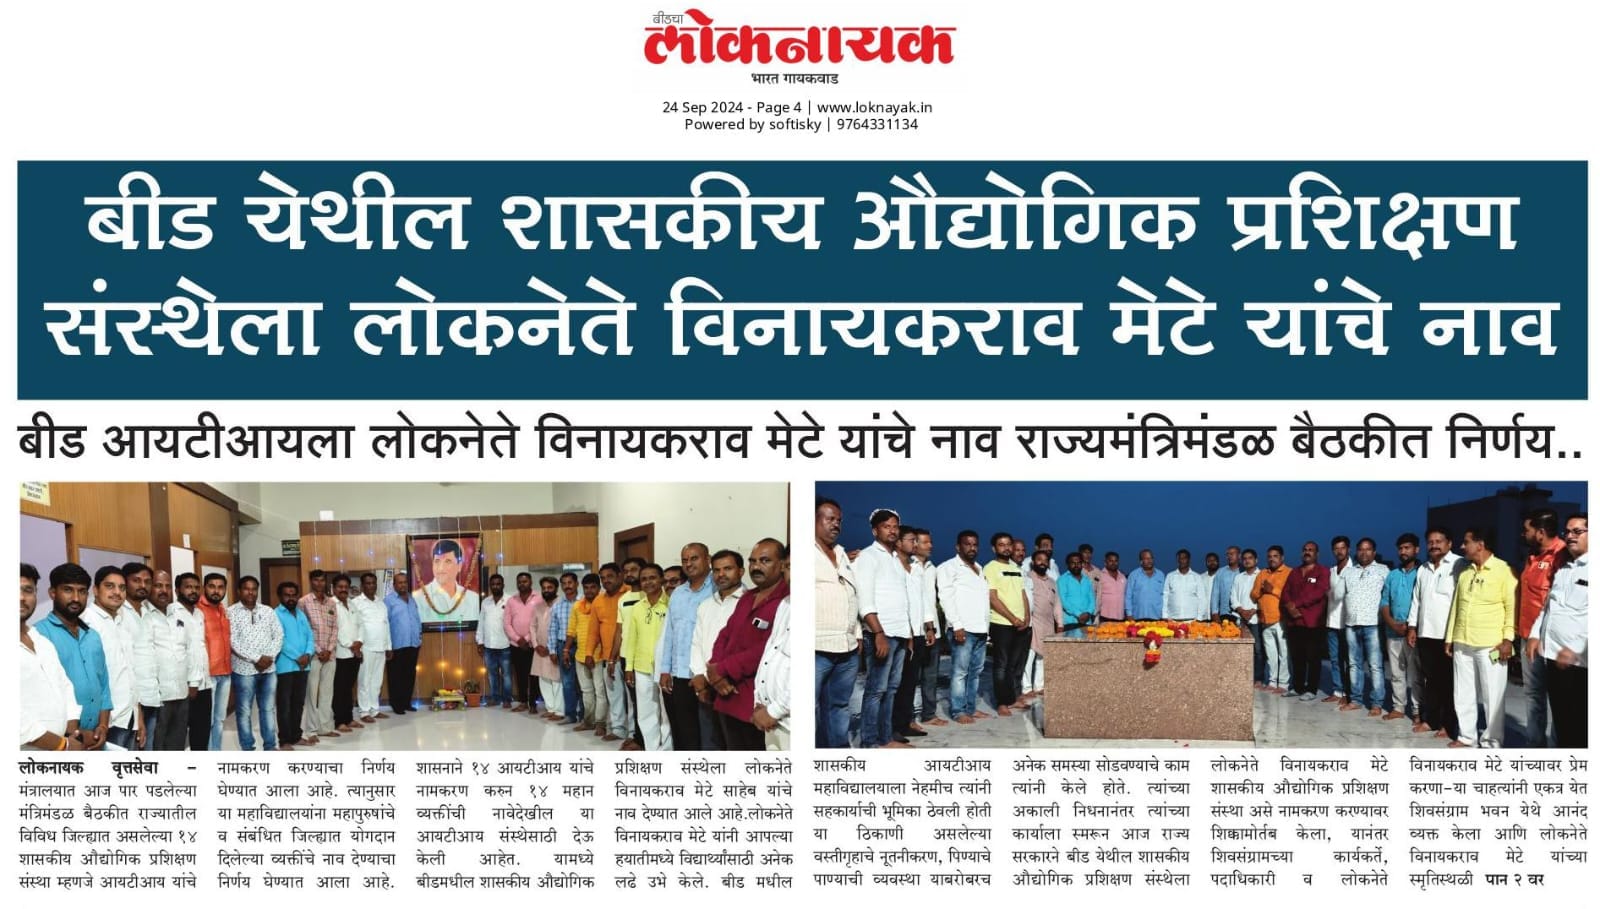 बीडचा
लोकनायक
भारत गायकवाड
24 Sep 2024 - Page 4 | www.loknayak.in
Powered by softisky | 9764331134
बीड येथील शासकीय औद्योगिक प्रशिक्षण
संस्थेला लोकनेते विनायकराव मेटे यांचे नाव
बीड आयटीआयला लोकनेते विनायकराव मेटे यांचे नाव राज्यमंत्रिमंडळ बैठकीत निर्णय..
लोकनायक वृत्तसेवा –
मंत्रालयात आज पार पडलेल्या
मंत्रिमंडळ बैठकीत राज्यातील
विविध जिल्ह्यात असलेल्या १४
शासकीय औद्योगिक प्रशिक्षण
संस्था म्हणजे आयटीआय यांचे
नामकरण करण्याचा निर्णय
घेण्यात आला आहे. त्यानुसार
या महाविद्यालयांना महापुरुषांचे
व संबंधित जिल्ह्यात योगदान
दिलेल्या व्यक्तींचे नाव देण्याचा
निर्णय घेण्यात आला आहे.
शासनाने १४ आयटीआय यांचे
नामकरण करुन १४ महान
व्यक्तींची नावेदेखील या
आयटीआय संस्थेसाठी देऊ
केली आहेत. यामध्ये
बीडमधील शासकीय औद्योगिक
प्रशिक्षण संस्थेला लोकनेते
विनायकराव मेटे साहेब यांचे
नाव देण्यात आले आहे.लोकनेते
विनायकराव मेटे यांनी आपल्या
हयातीमध्ये विद्यार्थ्यांसाठी अनेक
लढे उभे केले. बीड मधील
शासकीय आयटीआय
महाविद्यालयाला नेहमीच त्यांनी
सहकार्याची भूमिका ठेवली होती
या ठिकाणी असलेल्या
वस्तीगृहाचे नूतनीकरण, पिण्याचे
पाण्याची व्यवस्था याबरोबरच
अनेक समस्या सोडवण्याचे काम
त्यांनी केले होते. त्यांच्या
अकाली निधनानंतर त्यांच्या
कार्याला स्मरून आज राज्य
सरकारने बीड येथील शासकीय
औद्योगिक प्रशिक्षण संस्थेला
लोकनेते विनायकराव मेटे
शासकीय औद्योगिक प्रशिक्षण
संस्था असे नामकरण करण्यावर
शिक्कामोर्तब केला, यानंतर
शिवसंग्रामच्या कार्यकर्ते,
पदाधिकारी व लोकनेते
विनायकराव मेटे यांच्यावर प्रेम
करणा-या चाहत्यांनी एकत्र येत
शिवसंग्राम भवन येथे आनंद
व्यक्त केला आणि लोकनेते
विनायकराव मेटे यांच्या
स्मृतिस्थळी पान २ वर